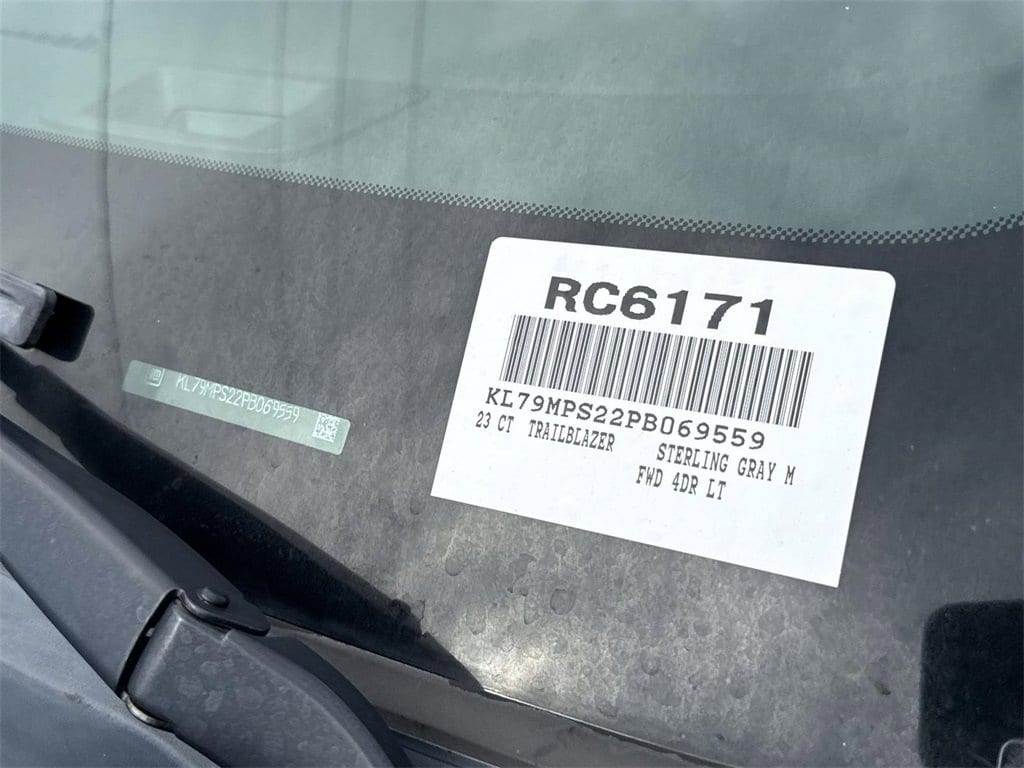 RC6171
KL79MPS22PB069559
23 CT TRAILBLAZER STERLING GRAY M
FWD 4DR LT
KL79MPS22PB069559